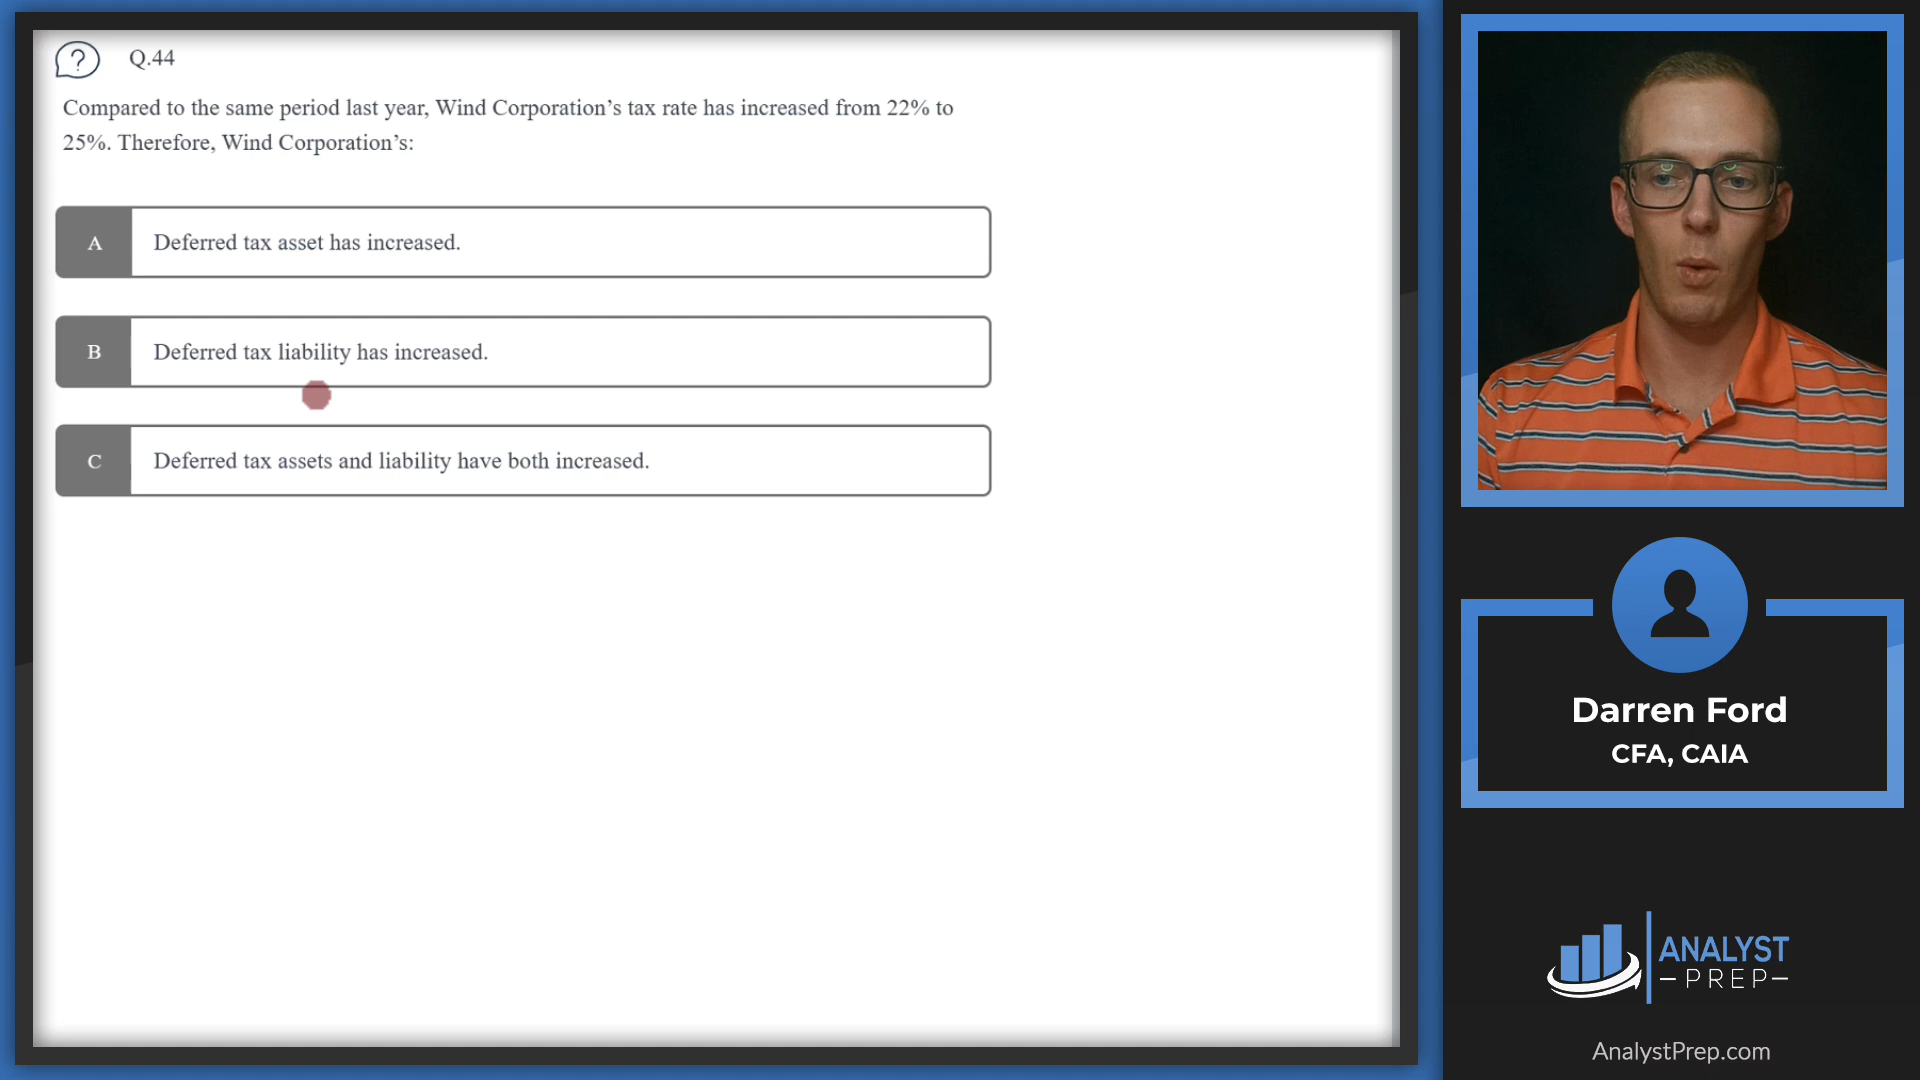 ?
Q.44
Compared to the same period last year, Wind Corporation’s tax rate has increased from 22% to
25%. Therefore, Wind Corporation’s:
A
Deferred tax asset has increased.
B
Deferred tax liability has increased.
C
Deferred tax assets and liability have both increased.
Darren Ford
CFA, CAIA
ANALYST
PREP
AnalystPrep.com